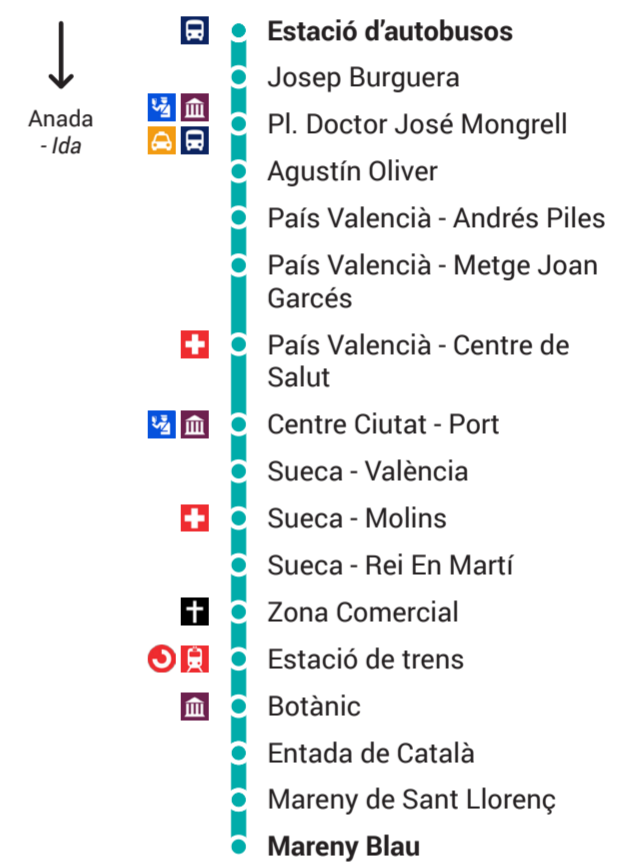 Estació d’autobusos
Josep Burguera
Anada
- Ida
Pl. Doctor José Mongrell
Agustín Oliver
País Valencià - Andrés Piles
País Valencià - Metge Joan
Garcés
País Valencià - Centre de
Salut
Centre Ciutat - Port
Sueca - València
Sueca - Molins
Sueca - Rei En Martí
Zona Comercial
Estació de trens
Botànic
Entada de Català
Mareny de Sant Llorenç
Mareny Blau